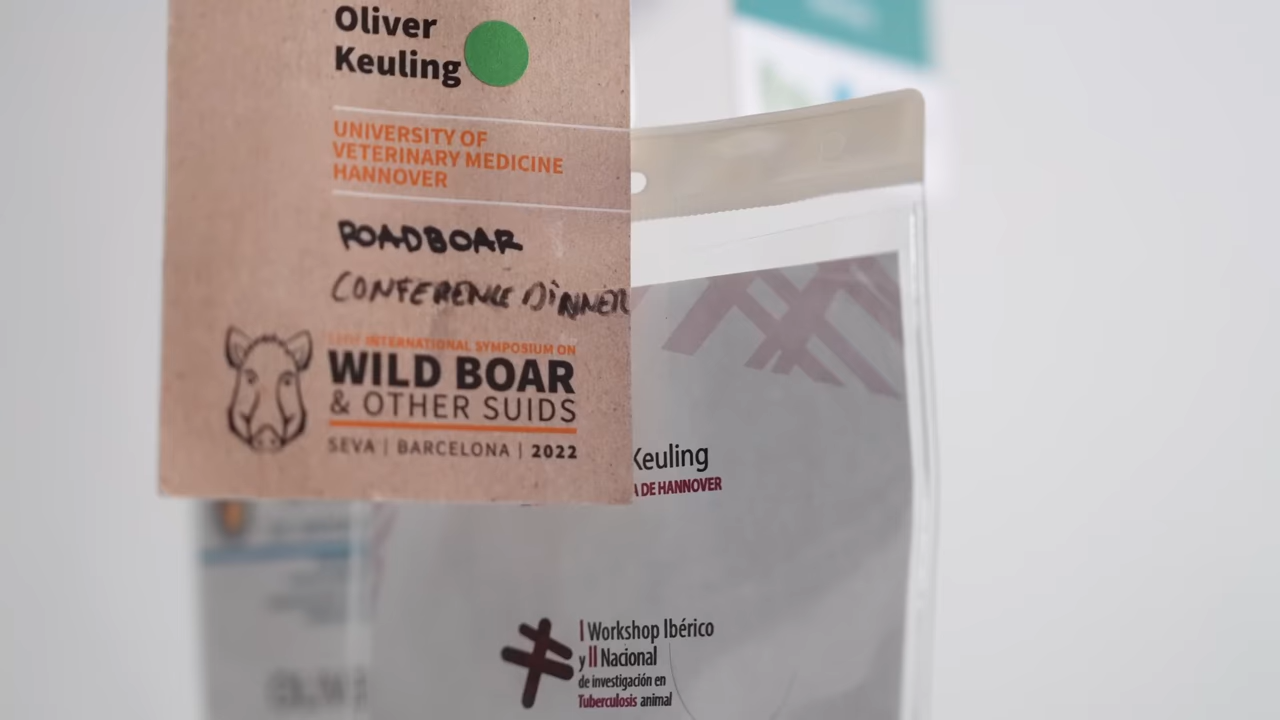 Oliver
Keuling
UNIVERSITY OF
VETERINARY MEDICINE
HANNOVER
ROADBOAR
CONFERENCE DINNER
INTERNATIONAL SYMPOSIUM ON
WILD BOAR
& OTHER SUIDS
SEVA | BARCELONA | 2022
Keuling
A DE HANNOVER
I Workshop Ibérico
y II Nacional
de investigación en
Tuberculosis animal